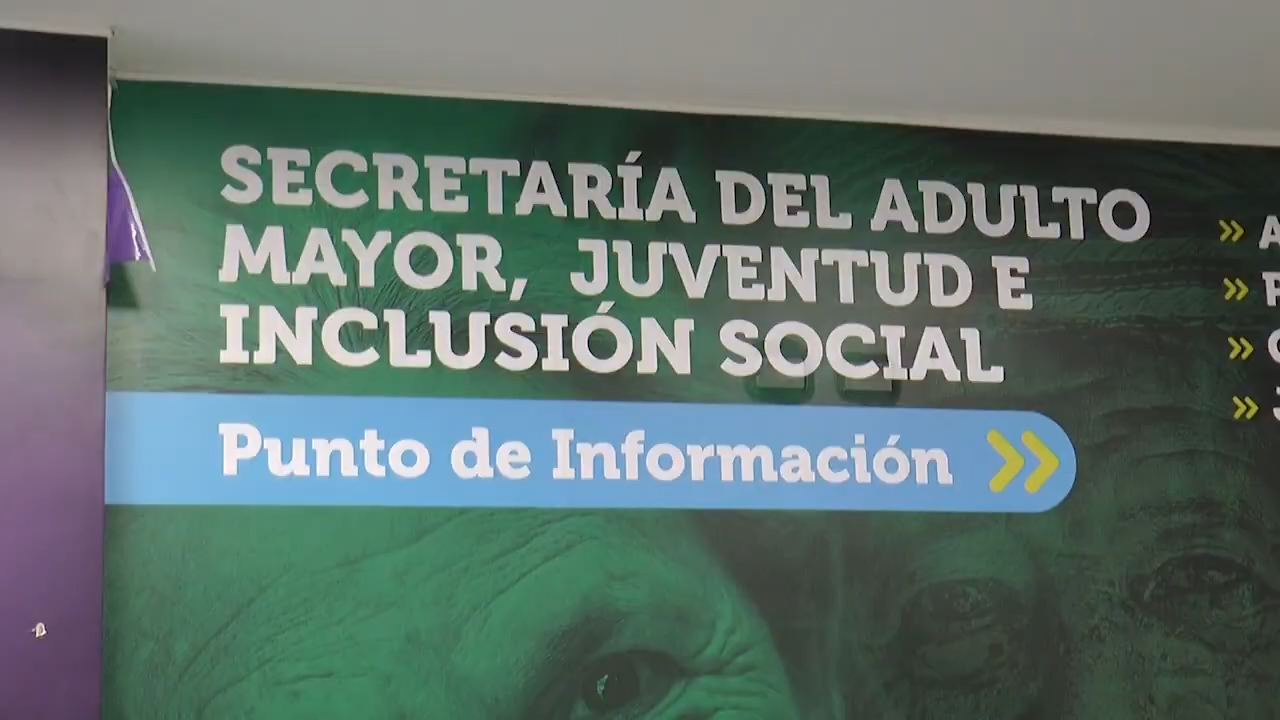 SECRETARÍA DEL ADULTO
MAYOR, JUVENTUD E
INCLUSIÓN SOCIAL
Punto de Información